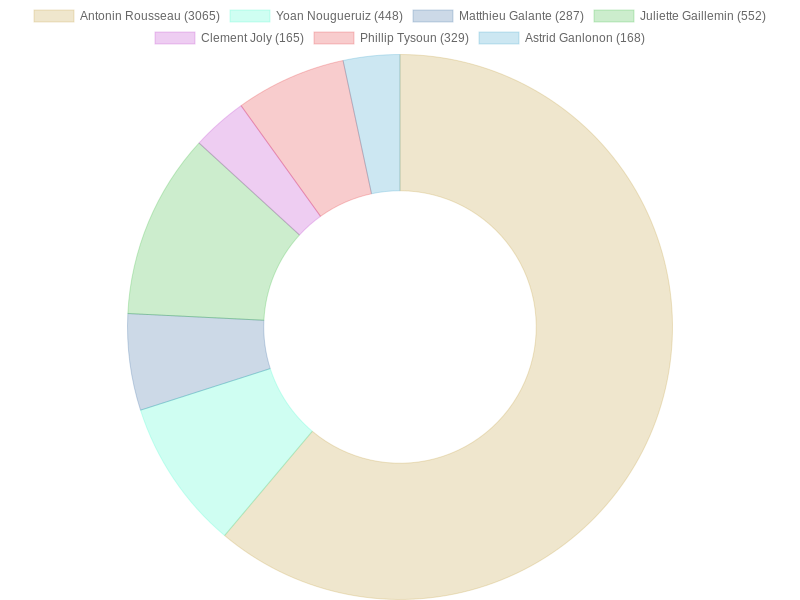 Antonin Rousseau (3065) Yoan Nougueruiz (448) Matthieu Galante (287) Juliette Gaillemin (552)
Clement Joly (165) Phillip Tysoun (329) Astrid Ganlonon (168)